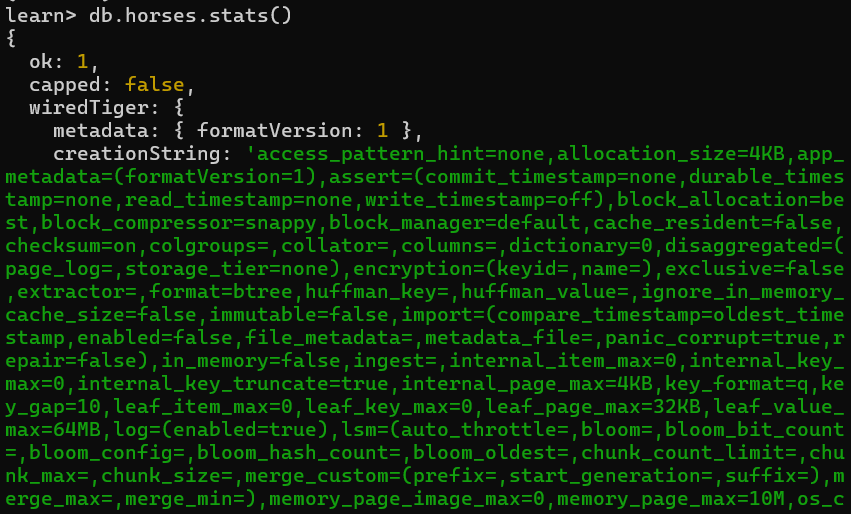 learn> db.horses.stats()
{
  ok: 1,
  capped: false,
  wiredTiger: {
    metadata: { formatVersion: 1 },
    creationString: 'access_pattern_hint=none,allocation_size=4KB,app_
metadata=(formatVersion=1),assert=(commit_timestamp=none,durable_times
tamp=none,read_timestamp=none,write_timestamp=off),block_allocation=be
st,block_compressor=snappy,block_manager=default,cache_resident=false,
checksum=on,colgroups=,collator=,columns=,dictionary=0,disaggregated=(
page_log=,storage_tier=none),encryption=(keyid=,name=),exclusive=false
,extractor=,format=btree,huffman_key=,huffman_value=,ignore_in_memory_
cache_size=false,immutable=false,import=(compare_timestamp=oldest_time
stamp,enabled=false,file_metadata=,metadata_file=,panic_corrupt=true,r
epair=false),in_memory=false,ingest=,internal_item_max=0,internal_key_
max=0,internal_key_truncate=true,internal_page_max=4KB,key_format=q,ke
y_gap=10,leaf_item_max=0,leaf_key_max=0,leaf_page_max=32KB,leaf_value_
max=64MB,log=(enabled=true),lsm=(auto_throttle=,bloom=,bloom_bit_count
=,bloom_config=,bloom_hash_count=,bloom_oldest=,chunk_count_limit=,chu
nk_max=,chunk_size=,merge_custom=(prefix=,start_generation=,suffix=),m
erge_max=,merge_min=),memory_page_image_max=0,memory_page_max=10M,os_c